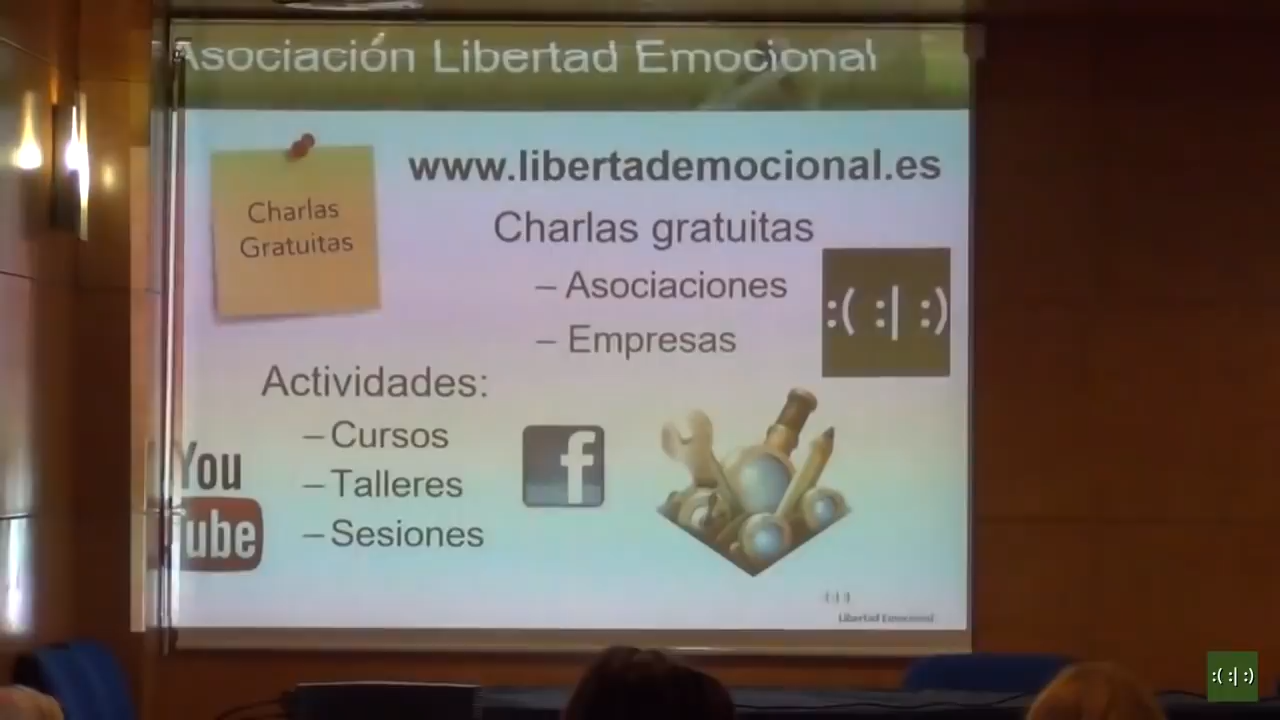 Asociación Libertad Emocional
www.libertademocional.es
Charlas
Gratuitas
Charlas gratuitas
– Asociaciones
– Empresas
:( :| :)
Actividades:
– Cursos
– Talleres
– Sesiones
You
Tube
f
:( :| :)
Libertad Emocional
:( :| :)